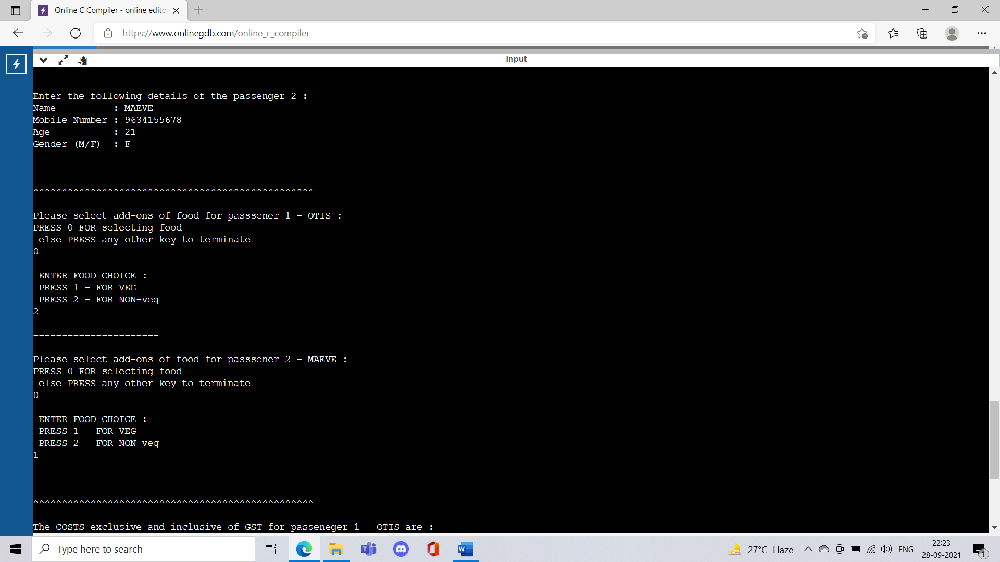 Online C Compiler - online edito
https://www.onlinegdb.com/online_c_compiler
input
----------------------
Enter the following details of the passenger 2 :
Name : MAEVE
Mobile Number : 9634155678
Age : 21
Gender (M/F) : F
----------------------
^^^^^^^^^^^^^^^^^^^^^^^^^^^^^^^^^^^^^^^^^^^^^^^^^
Please select add-ons of food for passsener 1 - OTIS :
PRESS 0 FOR selecting food
else PRESS any other key to terminate
0
ENTER FOOD CHOICE :
PRESS 1 - FOR VEG
PRESS 2 - FOR NON-veg
2
----------------------
Please select add-ons of food for passsener 2 - MAEVE :
PRESS 0 FOR selecting food
else PRESS any other key to terminate
0
ENTER FOOD CHOICE :
PRESS 1 - FOR VEG
PRESS 2 - FOR NON-veg
1
----------------------
^^^^^^^^^^^^^^^^^^^^^^^^^^^^^^^^^^^^^^^^^^^^^^^^^
The COSTS exclusive and inclusive of GST for passeneger 1 - OTIS are :
Type here to search
27°C Haze
ENG
22:23
28-09-2021
1